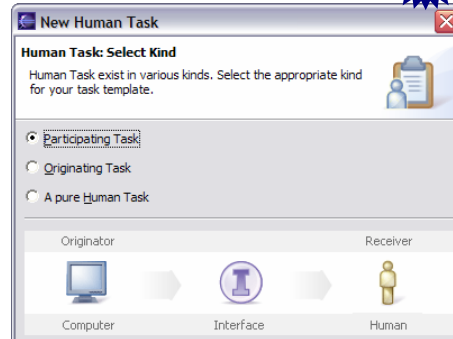 New Human Task
Human Task: Select Kind
Human Task exist in various kinds. Select the appropriate kind
for your task template.
Participating Task
Originating Task
A pure Human Task
Originator Receiver
Computer Interface Human